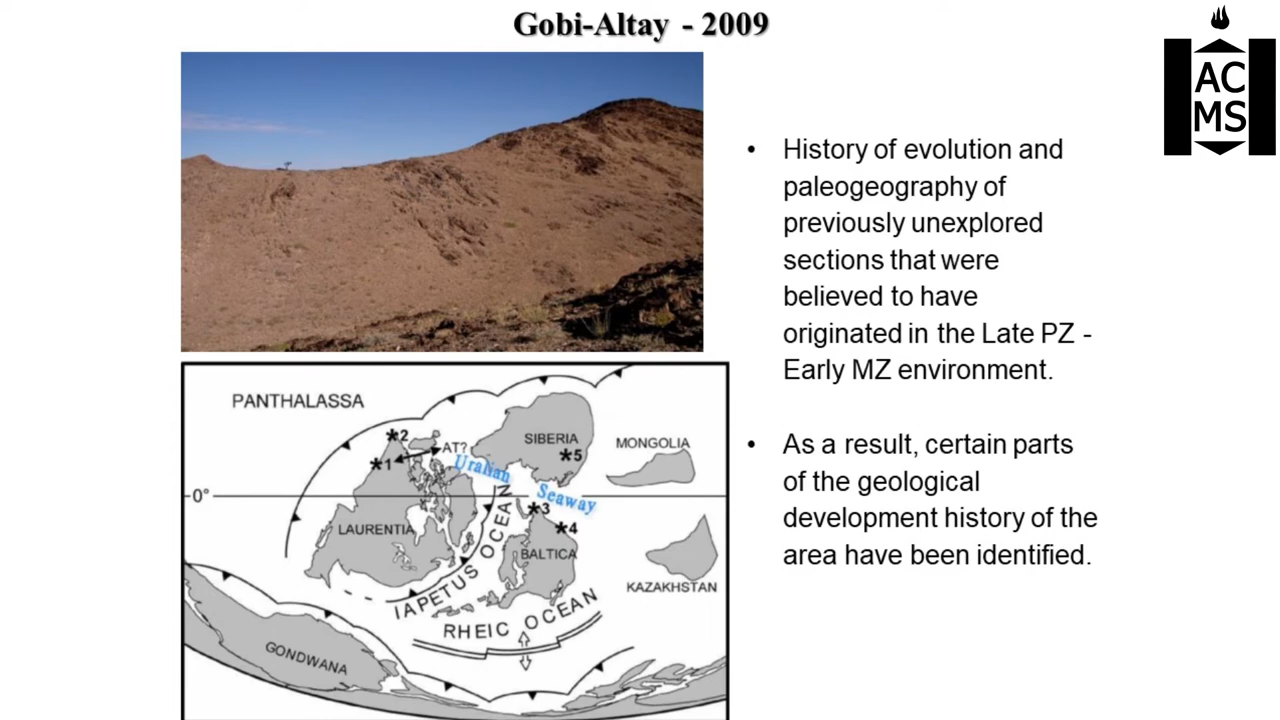 Gobi-Altay - 2009
AC
MS
• History of evolution and
paleogeography of
previously unexplored
sections that were
believed to have
originated in the Late PZ -
Early MZ environment.
• As a result, certain parts
of the geological
development history of the
area have been identified.
PANTHALASSA
*2
*1
AT?
SIBERIA
*5
MONGOLIA
Uralian
Seaway
0°
*3
*4
LAURENTIA
BALTICA
KAZAKHSTAN
IAPETUS OCEAN
RHEIC OCEAN
GONDWANA